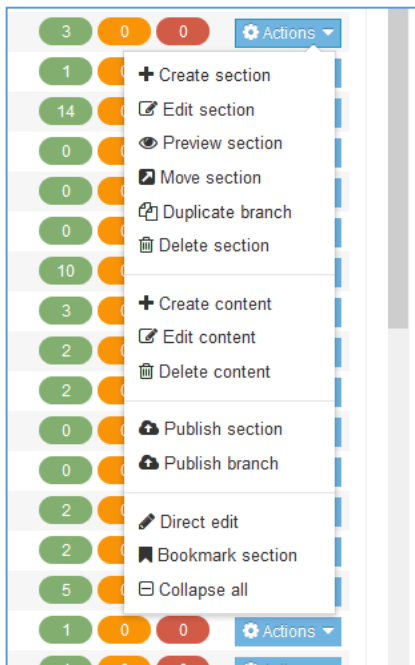 3 0 0 Actions
1 Create section
14 Edit section
0 Preview section
0 Move section
Duplicate branch
0 Delete section
10
3 Create content
2 Edit content
2 Delete content
0 Publish section
0 Publish branch
2 Direct edit
2 Bookmark section
5 Collapse all
1 0 0 Actions